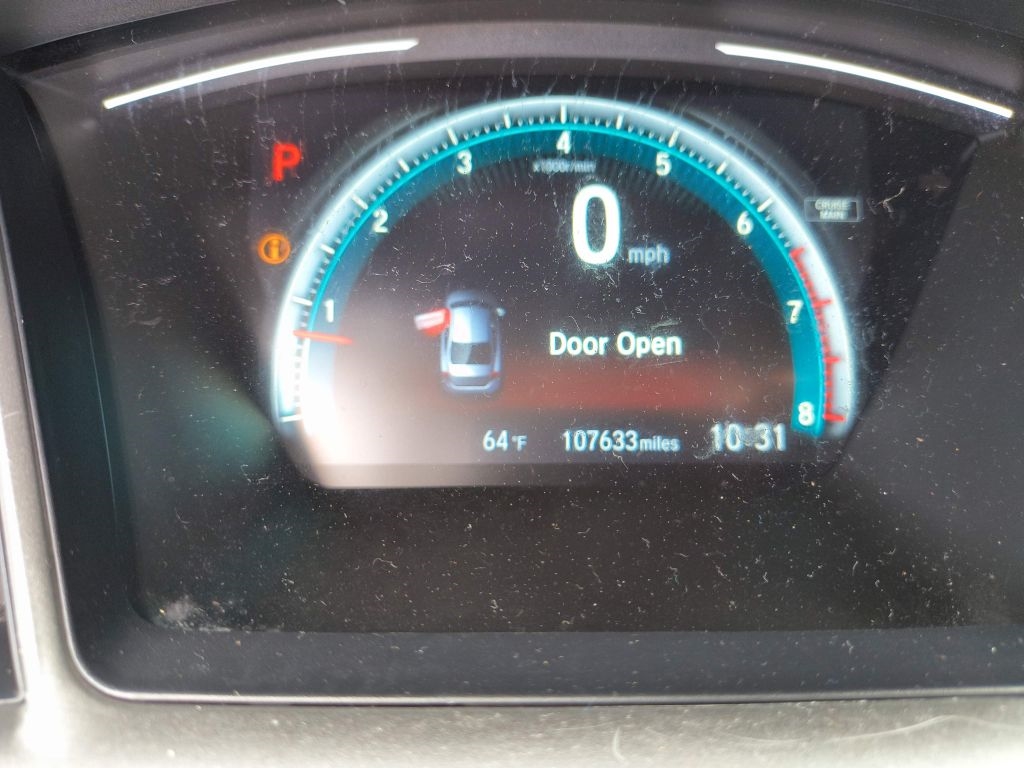 P
4
3
5
x1000r/min
2
6
0 mph
CRUISE
MAIN
i
1
7
Door Open
8
64°F 107633miles 10:31